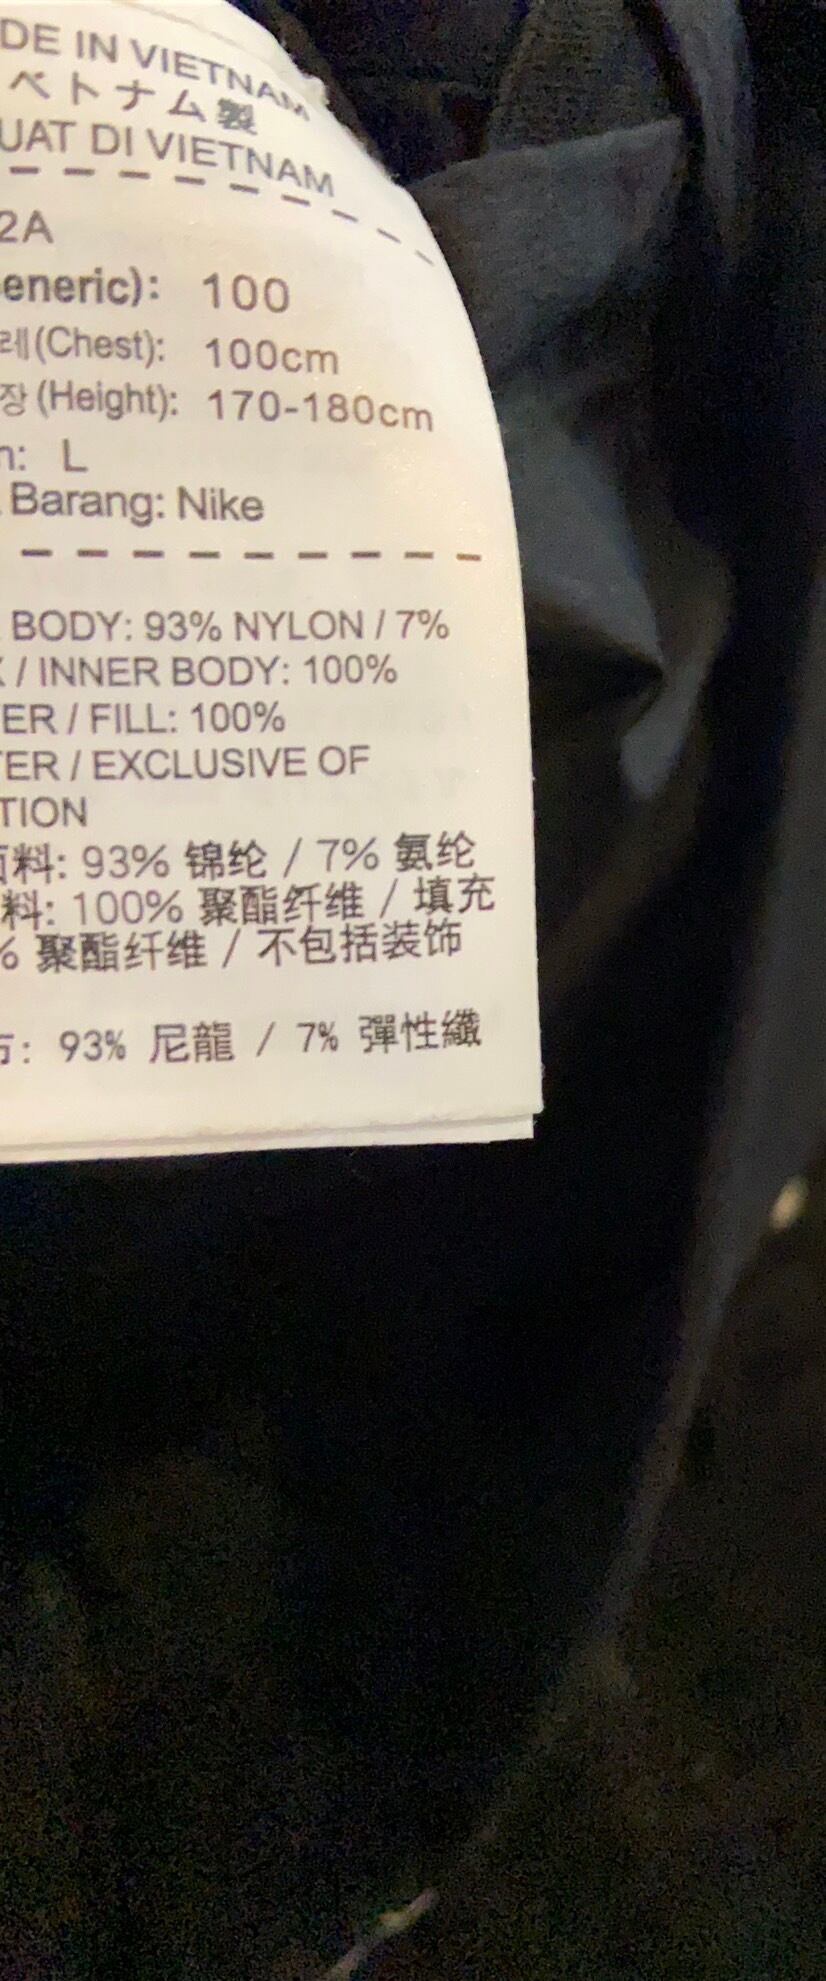 DE IN VIETNAM
ベトナム製
UAT DI VIETNAM
2A
eneric): 100
레(Chest): 100cm
장 (Height): 170-180cm
n: L
Barang: Nike
BODY: 93% NYLON / 7%
X / INNER BODY: 100%
ER / FILL: 100%
TER / EXCLUSIVE OF
TION
面料: 93% 锦纶 / 7% 氨纶
料: 100% 聚酯纤维 / 填充
% 聚酯纤维 / 不包括装饰
布: 93% 尼龍 / 7% 彈性纖